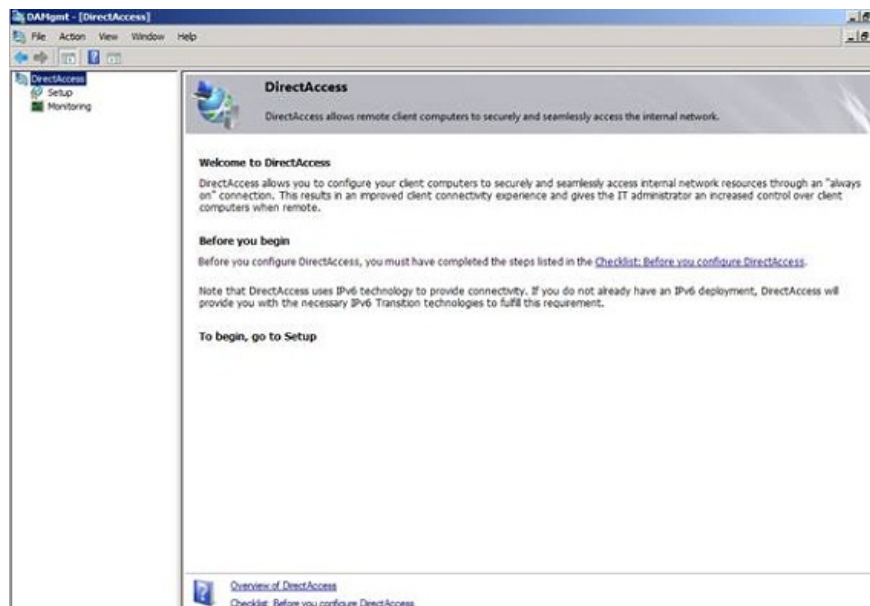 DAMgmt - [DirectAccess]
File Action View Window Help
DirectAccess
Setup
Monitoring
DirectAccess
DirectAccess allows remote client computers to securely and seamlessly access the internal network.
Welcome to DirectAccess
DirectAccess allows you to configure your client computers to securely and seamlessly access internal network resources through an "always
on" connection. This results in an improved client connectivity experience and gives the IT administrator an increased control over client
computers when remote.
Before you begin
Before you configure DirectAccess, you must have completed the steps listed in the Checklist: Before you configure DirectAccess.
Note that DirectAccess uses IPv6 technology to provide connectivity. If you do not already have an IPv6 deployment, DirectAccess will
provide you with the necessary IPv6 Transition technologies to fulfill this requirement.
To begin, go to Setup
Overview of DirectAccess
Checklist: Before you configure DirectAccess